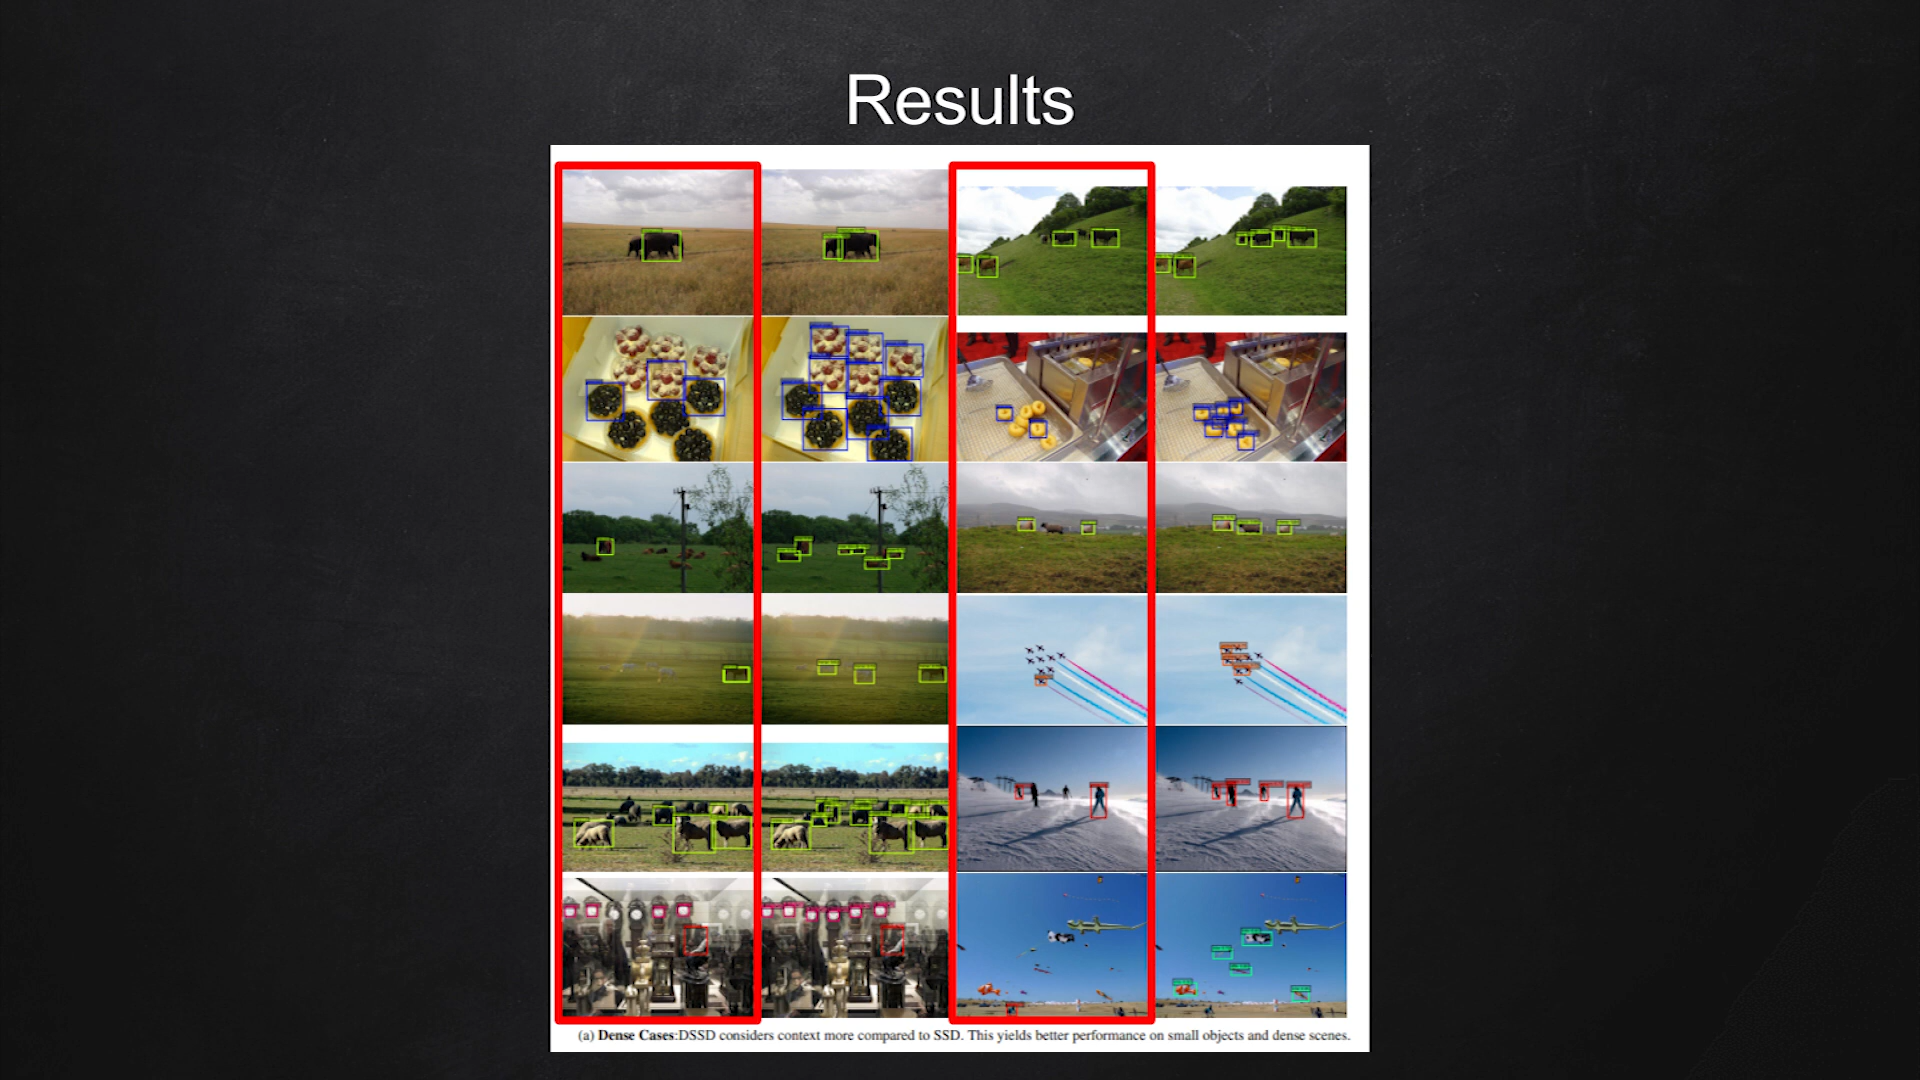 Results
(a) Dense Cases:DSSD considers context more compared to SSD. This yields better performance on small objects and dense scenes.